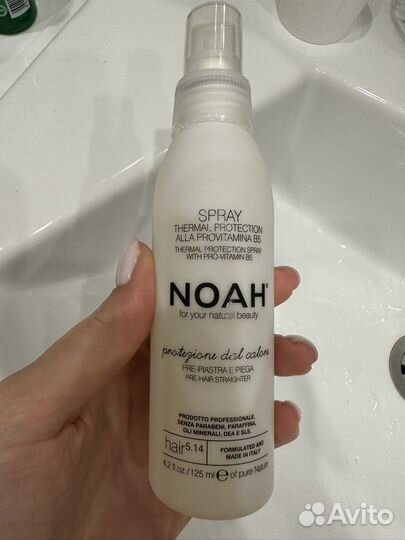 SPRAY
THERMAL PROTECTION
ALLA PROVITAMINA B5
THERMAL PROTECTION SPRAY
WITH PRO-VITAMIN B5
NOAH®
for your natural beauty
protezione dal calore
PRE-PIASTRA E PIEGA
PRE-HAIR STRAIGHTER
PRODOTTO PROFESSIONALE.
SENZA PARABENI, PARAFFINA,
OLI MINERALI, DEA E SLS.
hair 5.14
FORMULATED AND
MADE IN ITALY
4.2 fl.oz. / 125 ml e of pure Nature
Avito